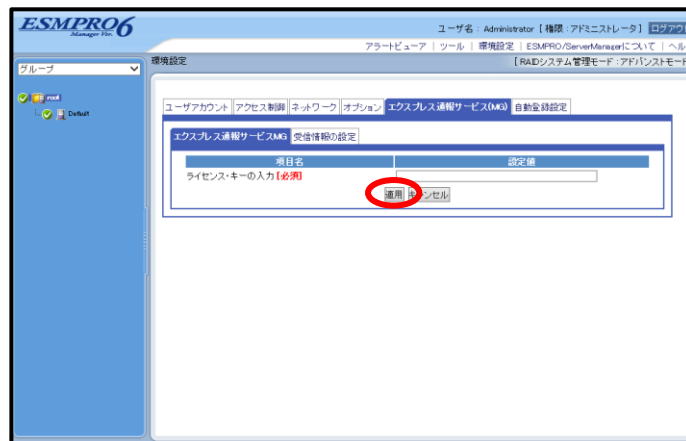 ESMPRO6
Manager Ver.
ユーザ名 : Administrator [ 権限 : アドミニストレータ ] ログアウ
アラートビューア | ツール | 環境設定 | ESMPRO/ServerManagerについて | ヘル
グループ
環境設定
[ RAIDシステム管理モード : アドバンストモード
root
Default
ユーザアカウント アクセス制御 ネットワーク オプション エクスプレス通報サービス(MG) 自動登録設定
エクスプレス通報サービスMG 受信情報の設定
項目名 設定値
ライセンス・キーの入力 [必須]
適用 キャンセル